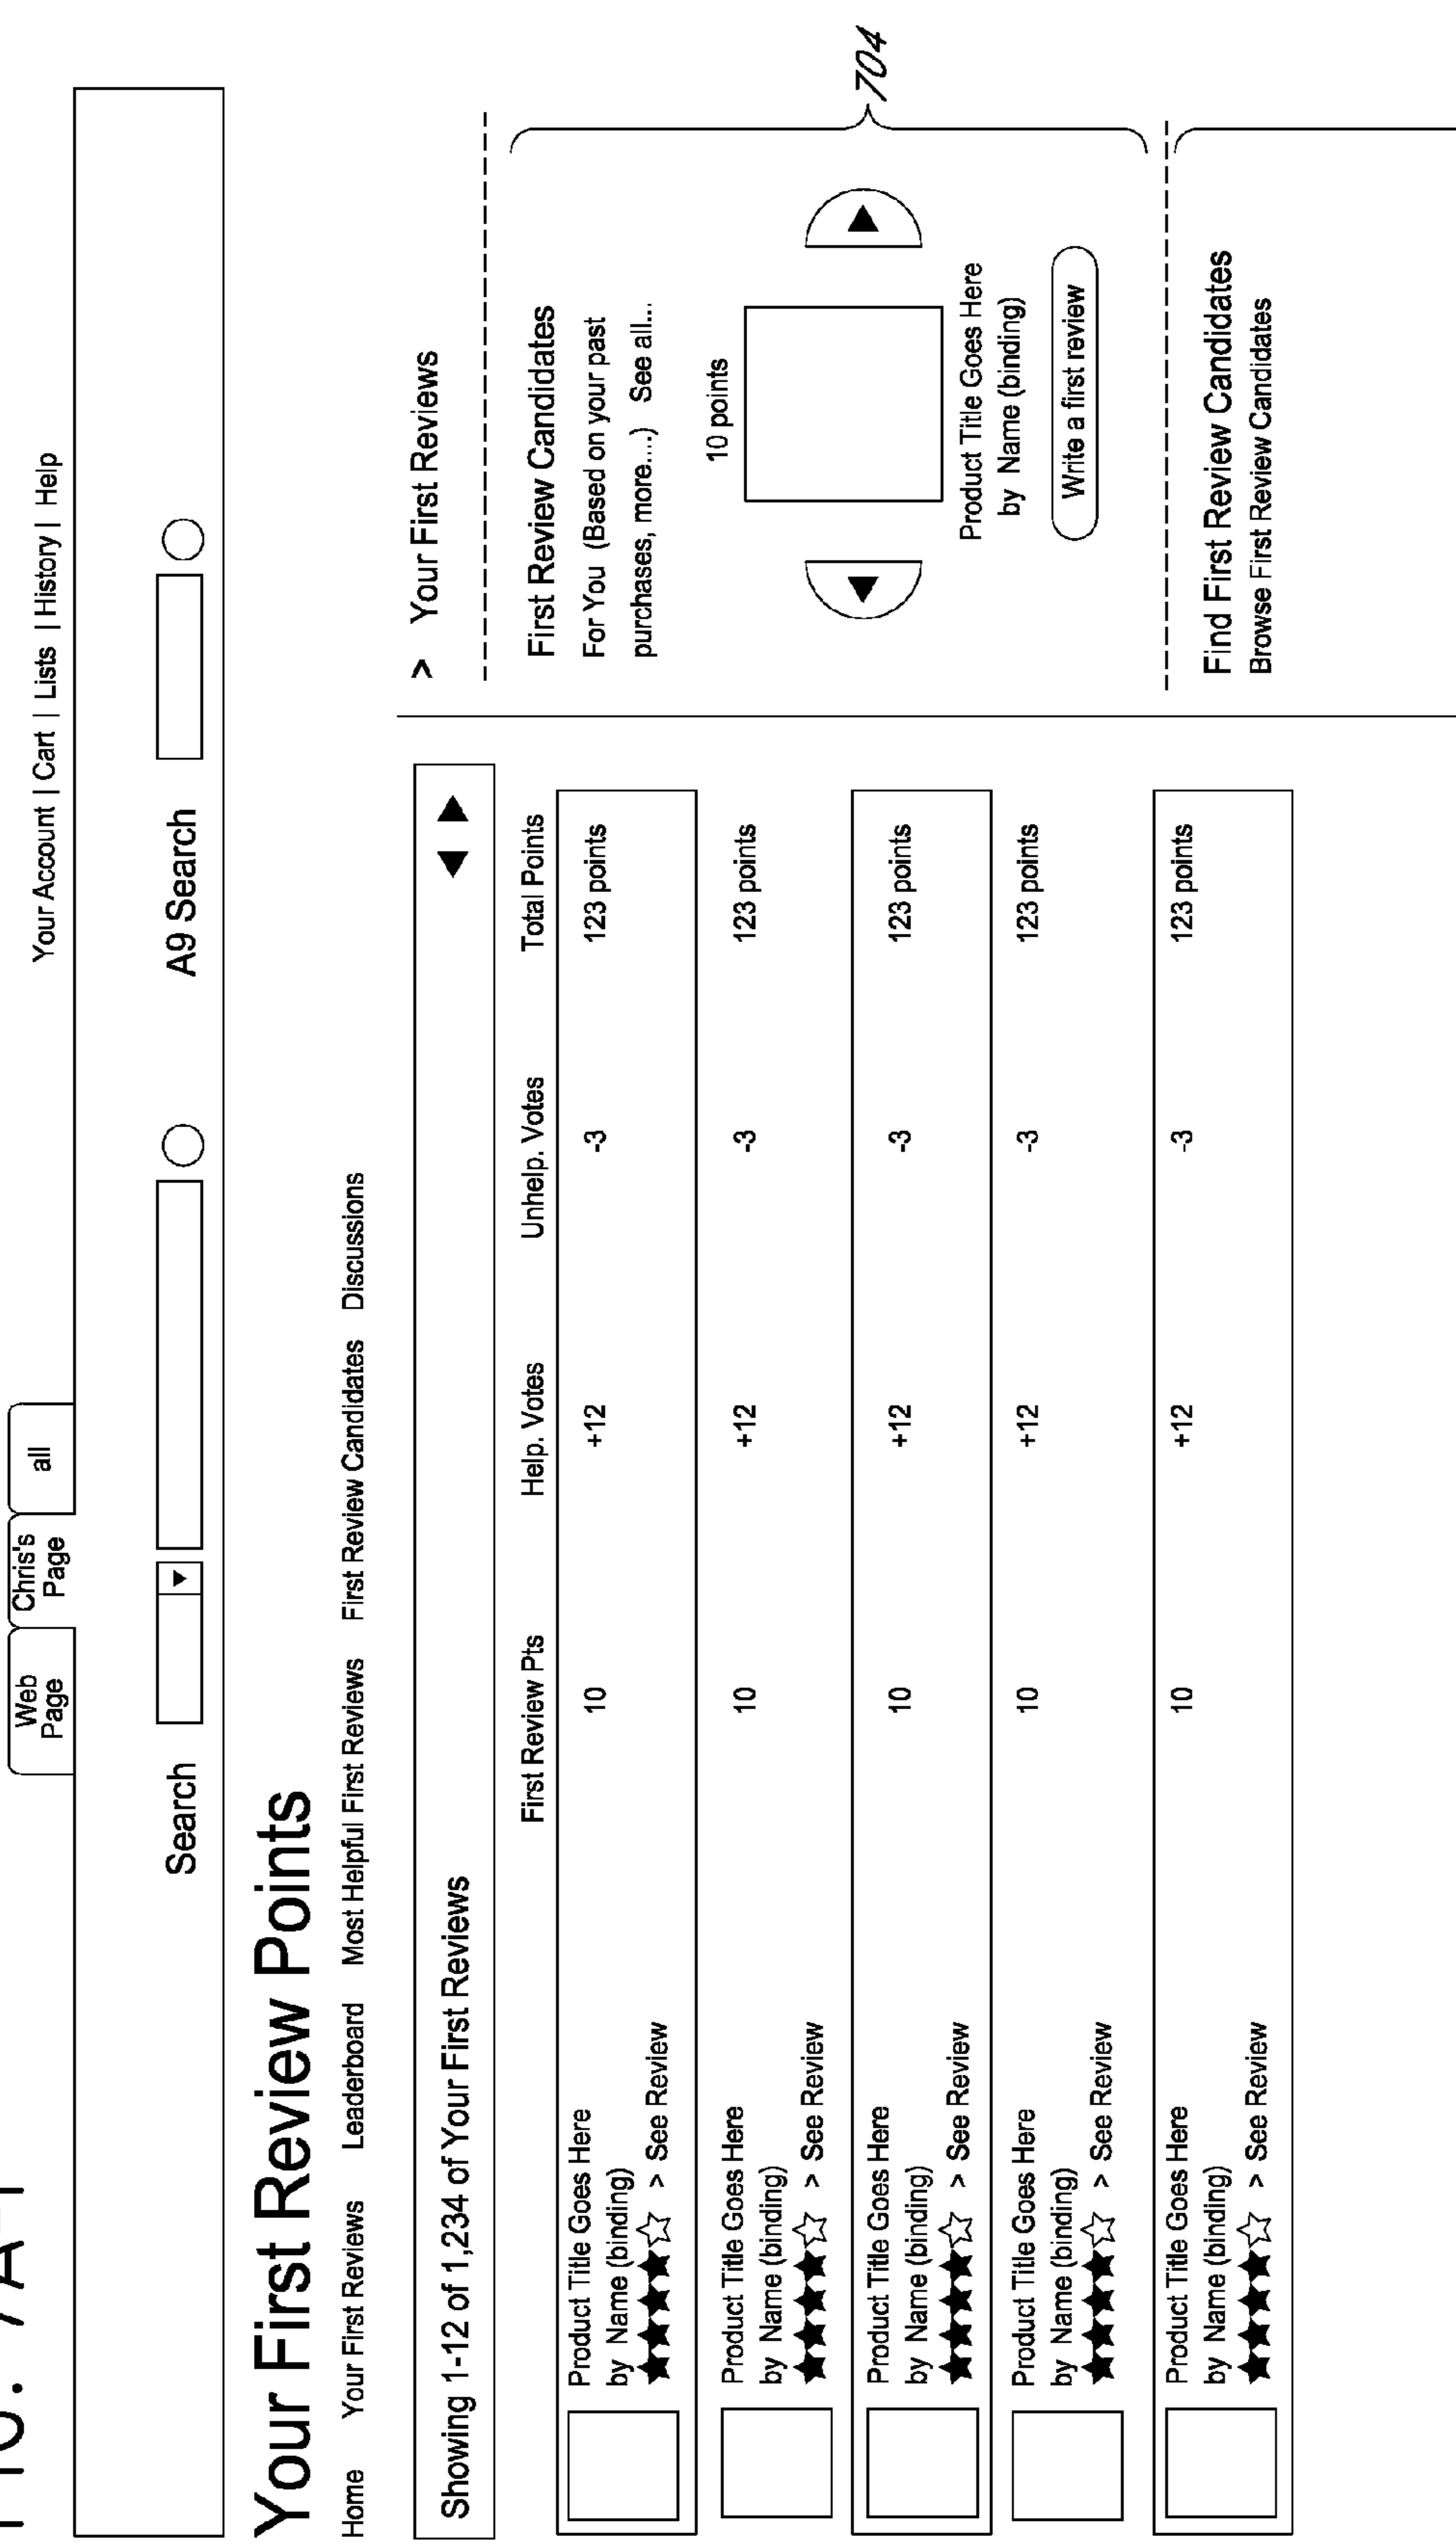 Your Account | Cart | Lists | History | Help
Web
Page
Chris's
Page
all
Search
A9 Search
Your First Review Points
Home Your First Reviews Leaderboard Most Helpful First Reviews First Review Candidates Discussions
Showing 1-12 of 1,234 of Your First Reviews
First Review Pts Help. Votes Unhelp. Votes Total Points
Product Title Goes Here
by Name (binding)
> See Review
10 +12 -3 123 points
Product Title Goes Here
by Name (binding)
> See Review
10 +12 -3 123 points
Product Title Goes Here
by Name (binding)
> See Review
10 +12 -3 123 points
Product Title Goes Here
by Name (binding)
> See Review
10 +12 -3 123 points
Product Title Goes Here
by Name (binding)
> See Review
10 +12 -3 123 points
> Your First Reviews
First Review Candidates
For You (Based on your past
purchases, more....) See all...
10 points
Product Title Goes Here
by Name (binding)
Write a first review
704
Find First Review Candidates
Browse First Review Candidates